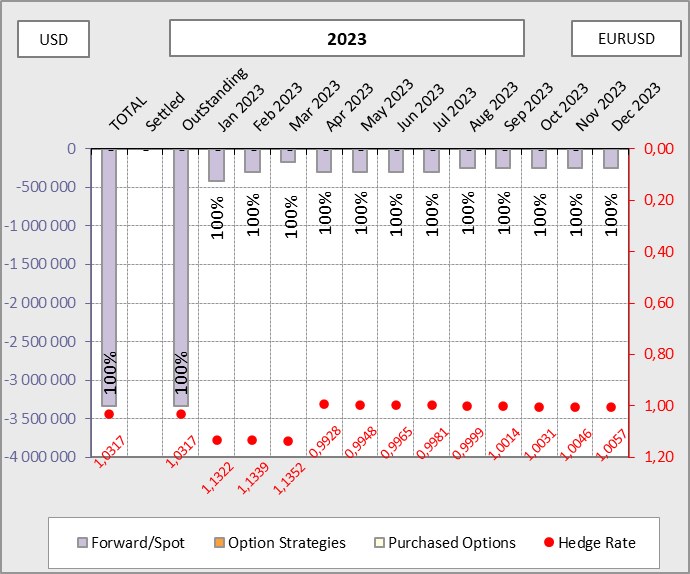 USD
2023
EURUSD
TOTAL
Settled
OutStanding
Jan 2023
Feb 2023
Mar 2023
Apr 2023
May 2023
Jun 2023
Jul 2023
Aug 2023
Sep 2023
Oct 2023
Nov 2023
Dec 2023
0
-500 000
-1 000 000
-1 500 000
-2 000 000
-2 500 000
-3 000 000
-3 500 000
-4 000 000
100%
100%
100%
100%
100%
100%
100%
100%
100%
100%
100%
100%
100%
100%
0,00
0,20
0,40
0,60
0,80
1,00
1,20
1,0317
1,0317
1,1322
1,1339
1,1352
0,9928
0,9948
0,9965
0,9981
0,9999
1,0014
1,0031
1,0046
1,0057
Forward/Spot
Option Strategies
Purchased Options
Hedge Rate